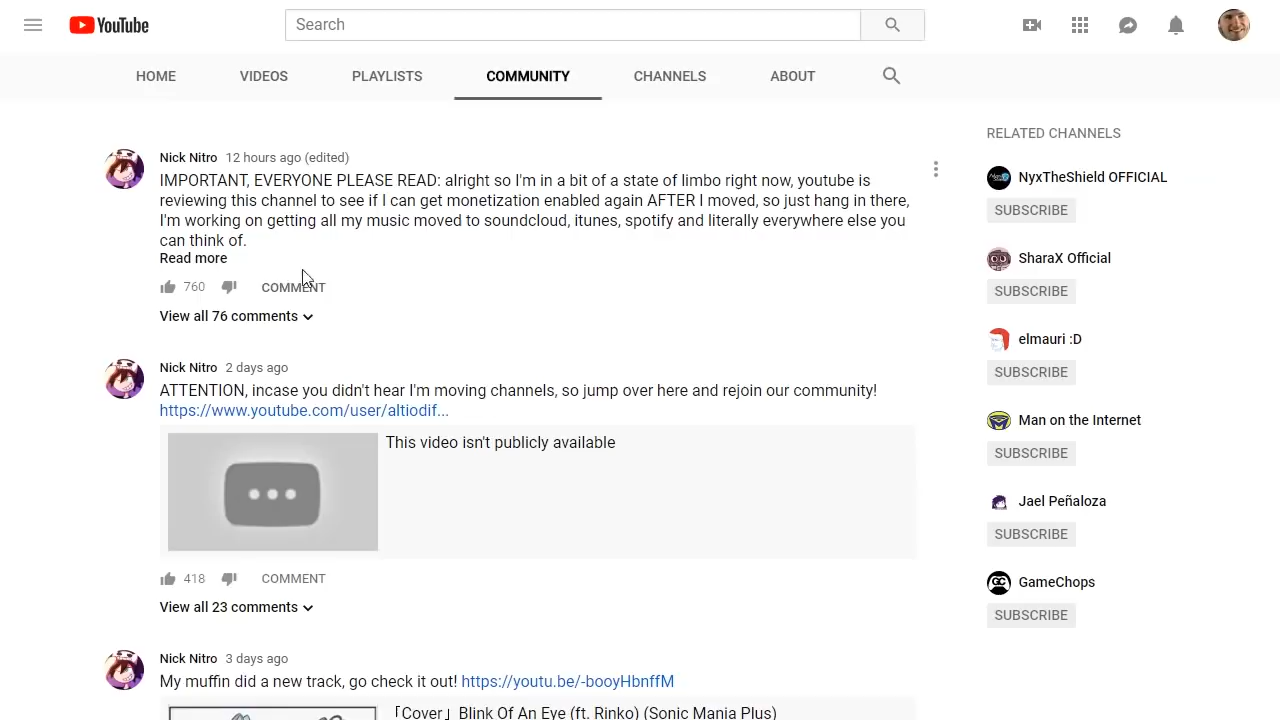 YouTube
Search
HOME
VIDEOS
PLAYLISTS
COMMUNITY
CHANNELS
ABOUT
Nick Nitro 12 hours ago (edited)
IMPORTANT, EVERYONE PLEASE READ: alright so I'm in a bit of a state of limbo right now, youtube is
reviewing this channel to see if I can get monetization enabled again AFTER I moved, so just hang in there,
I'm working on getting all my music moved to soundcloud, itunes, spotify and literally everywhere else you
can think of.
Read more
760
COMMENT
View all 76 comments
Nick Nitro 2 days ago
ATTENTION, incase you didn't hear I'm moving channels, so jump over here and rejoin our community!
https://www.youtube.com/user/altiodif...
This video isn't publicly available
418
COMMENT
View all 23 comments
Nick Nitro 3 days ago
My muffin did a new track, go check it out! https://youtu.be/-booyHbnffM
「Cover」Blink Of An Eye (ft. Rinko) (Sonic Mania Plus)
RELATED CHANNELS
NyxTheShield OFFICIAL
SUBSCRIBE
SharaX Official
SUBSCRIBE
elmauri :D
SUBSCRIBE
Man on the Internet
SUBSCRIBE
Jael Peñaloza
SUBSCRIBE
GC
GameChops
SUBSCRIBE